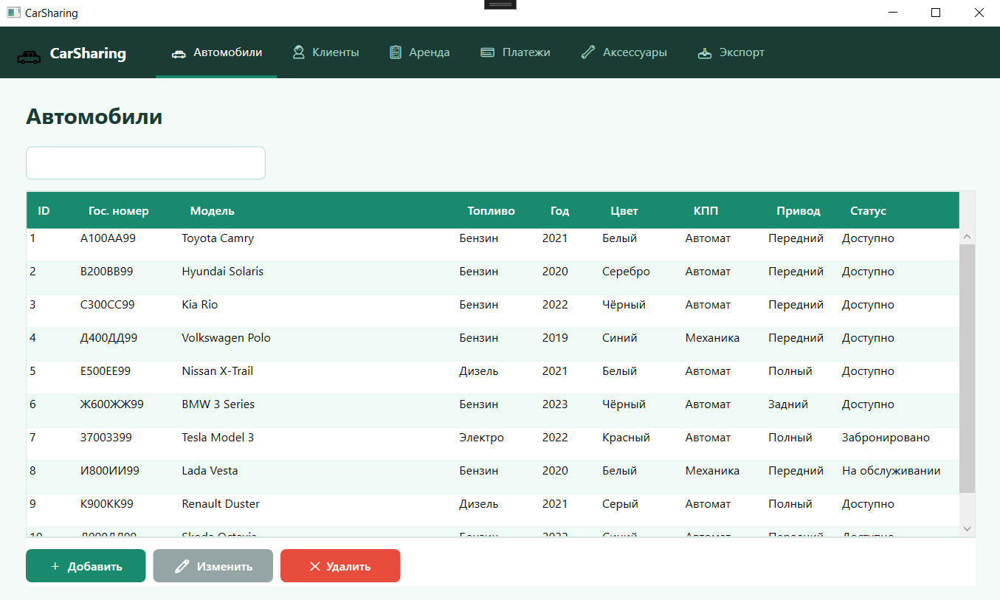 CarSharing
CarSharing Автомобили Клиенты Аренда Платежи Аксессуары Экспорт
Автомобили
ID Гос. номер Модель Топливо Год Цвет КПП Привод Статус
1 А100АА99 Toyota Camry Бензин 2021 Белый Автомат Передний Доступно
2 В200ВВ99 Hyundai Solaris Бензин 2020 Серебро Автомат Передний Доступно
3 С300СС99 Kia Rio Бензин 2022 Чёрный Автомат Передний Доступно
4 Д400ДД99 Volkswagen Polo Бензин 2019 Синий Механика Передний Доступно
5 Е500ЕЕ99 Nissan X-Trail Дизель 2021 Белый Автомат Полный Доступно
6 Ж600ЖЖ99 BMW 3 Series Бензин 2023 Чёрный Автомат Задний Доступно
7 З700ЗЗ99 Tesla Model 3 Электро 2022 Красный Автомат Полный Забронировано
8 И800ИИ99 Lada Vesta Бензин 2020 Белый Механика Передний На обслуживании
9 К900КК99 Renault Duster Дизель 2021 Серый Автомат Полный Доступно
10 Skoda Octavia Бензин 2022 Синий Автомат Передний Доступно
+ Добавить Изменить Удалить